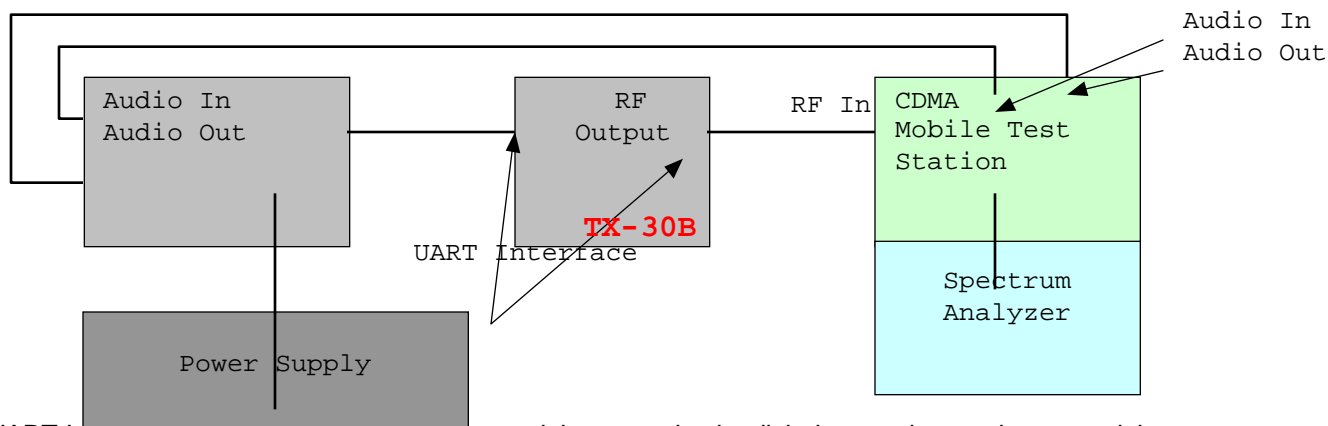 Audio In
Audio Out
Audio In
Audio Out
RF
Output
RF In
CDMA
Mobile Test
Station
TX-30B
UART Interface
Spectrum
Analyzer
Power Supply